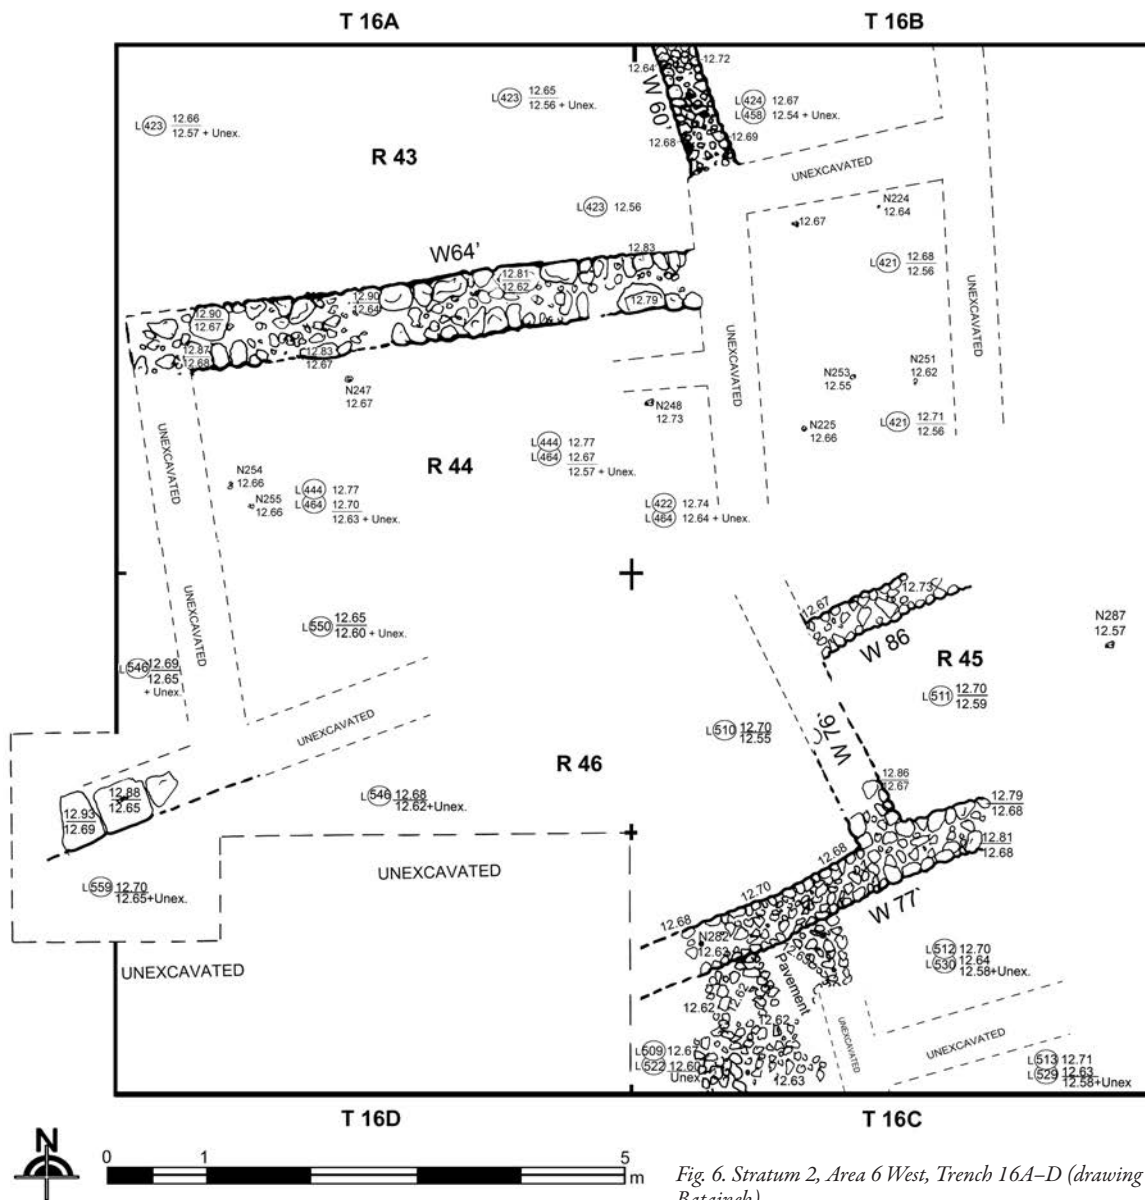 T 16A
T 16B
12.64
12.72
W 60'
12.68
12.69
L 423 12.66
12.57 + Unex.
L 423 12.65
12.56 + Unex.
L 424 12.67
L 458 12.54 + Unex.
R 43
UNEXCAVATED
L 423 12.56
N224
12.64
12.67
W64'
12.83
L 421 12.68
12.56
12.81
12.62
12.90
12.64
12.79
12.90
12.67
12.87
12.68
12.83
12.67
UNEXCAVATED
UNEXCAVATED
N247
12.67
N248
12.73
N253
12.55
N251
12.62
N225
12.66
L 421 12.71
12.56
UNEXCAVATED
R 44
L 444 12.77
L 464 12.67
12.57 + Unex.
N254
12.66
N255
12.66
L 444 12.77
L 464 12.70
12.63 + Unex.
L 422 12.74
L 464 12.64 + Unex.
UNEXCAVATED
L 550 12.65
12.60 + Unex.
L 546 12.69
12.65
+ Unex.
12.67
12.73
W 86
R 45
N287
12.57
L 511 12.70
12.59
L 510 12.70
12.55
W 76'
UNEXCAVATED
R 46
12.86
12.67
12.79
12.68
12.81
12.68
L 546 12.68
12.62+Unex.
12.88
12.65
12.93
12.69
12.68
12.70
12.68
W 77'
UNEXCAVATED
L 559 12.70
12.65+Unex.
N282
12.63
Pavement
L 512 12.70
L 530 12.64
12.58+Unex.
UNEXCAVATED
12.62
12.62
12.62
12.63
UNEXCAVATED
UNEXCAVATED
L 509 12.67
L 522 12.60
Unex
L 513 12.71
L 529 12.63
12.58+Unex
T 16D
T 16C
N
0 1 5
m
Fig. 6. Stratum 2, Area 6 West, Trench 16A–D (drawing
Bataineh)